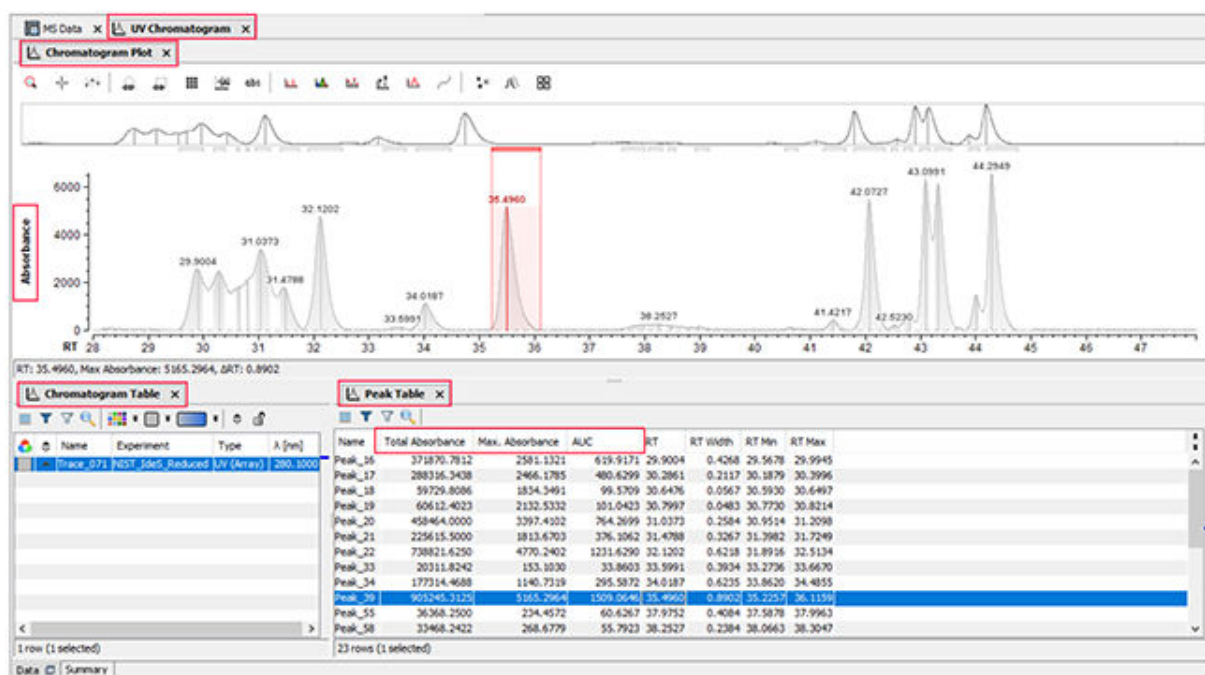 MS Data x UV Chromatogram x
Chromatogram Plot x
abc
6000
4000
2000
0
Absorbance
29.9004
31.0373
31.4788
32.1202
33.5991
34.0187
35.4960
38.2527
41.4217
42.0727
42.5230
43.0991
44.2949
RT 28 29 30 31 32 33 34 35 36 37 38 39 40 41 42 43 44 45 46 47
RT: 35.4960, Max Absorbance: 5165.2964, ΔRT: 0.8902
Chromatogram Table x
Name Experiment Type λ [nm]
Trace_071 NIST_IdeS_Reduced UV (Array) 280.1000
1 row (1 selected)
Peak Table x
Name Total Absorbance Max. Absorbance AUC RT RT Width RT Min RT Max
Peak_16 371870.7812 2581.1321 619.9171 29.9004 0.4268 29.5678 29.9945
Peak_17 288316.3438 2466.1785 480.6299 30.2861 0.2117 30.1879 30.3996
Peak_18 59729.8086 1834.3491 99.5709 30.6476 0.0567 30.5930 30.6497
Peak_19 60612.4023 2132.5332 101.0423 30.7997 0.0483 30.7730 30.8214
Peak_20 458464.0000 3397.4102 764.2699 31.0373 0.2584 30.9514 31.2098
Peak_21 225615.5000 1813.6703 376.1062 31.4788 0.3267 31.3982 31.7249
Peak_22 738821.6250 4770.2402 1231.6290 32.1202 0.6218 31.8916 32.5134
Peak_33 20311.8242 153.1030 33.8603 33.5991 0.3934 33.2736 33.6670
Peak_34 177314.4688 1140.7319 295.5872 34.0187 0.6235 33.8620 34.4855
Peak_39 905245.3125 5165.2964 1509.0646 35.4960 0.8902 35.2257 36.1159
Peak_55 36368.2500 234.4572 60.6267 37.9752 0.4084 37.5878 37.9963
Peak_58 33468.2422 268.6779 55.7923 38.2527 0.2384 38.0663 38.3047
23 rows (1 selected)
Data Summary